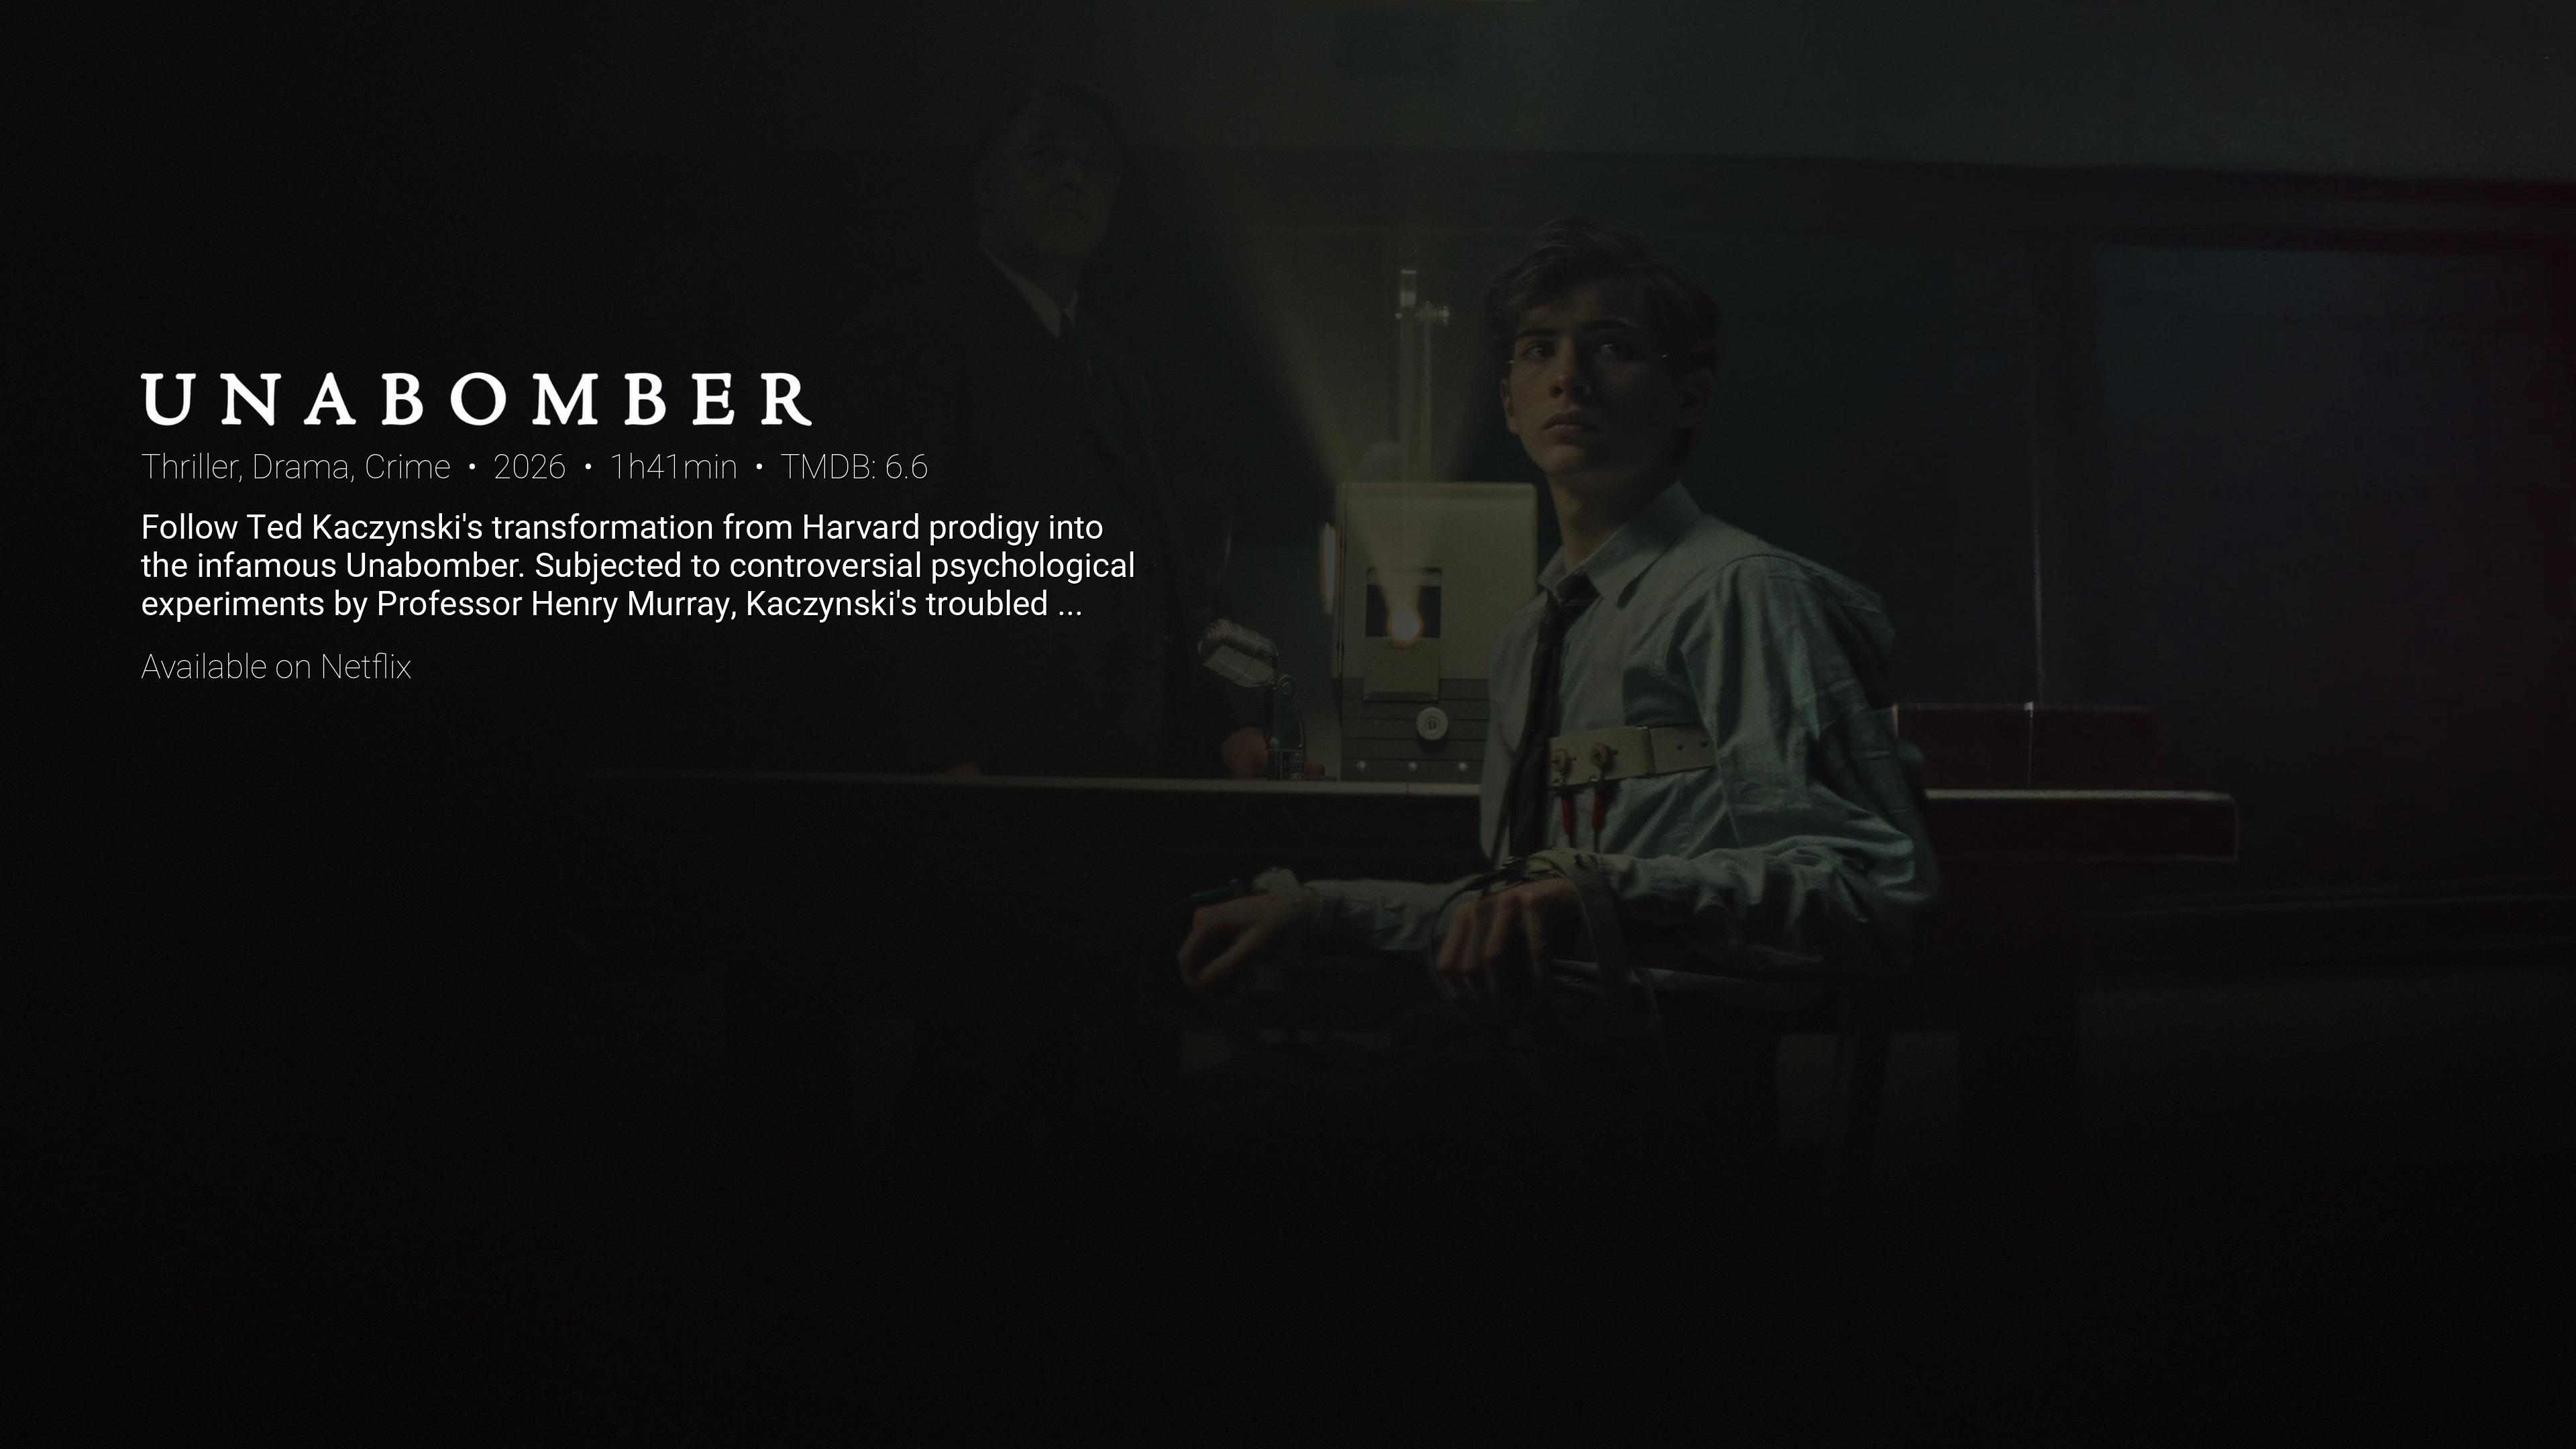 UNABOMBER
Thriller, Drama, Crime • 2026 • 1h41min • TMDB: 6.6
Follow Ted Kaczynski's transformation from Harvard prodigy into
the infamous Unabomber. Subjected to controversial psychological
experiments by Professor Henry Murray, Kaczynski's troubled ...
Available on Netflix